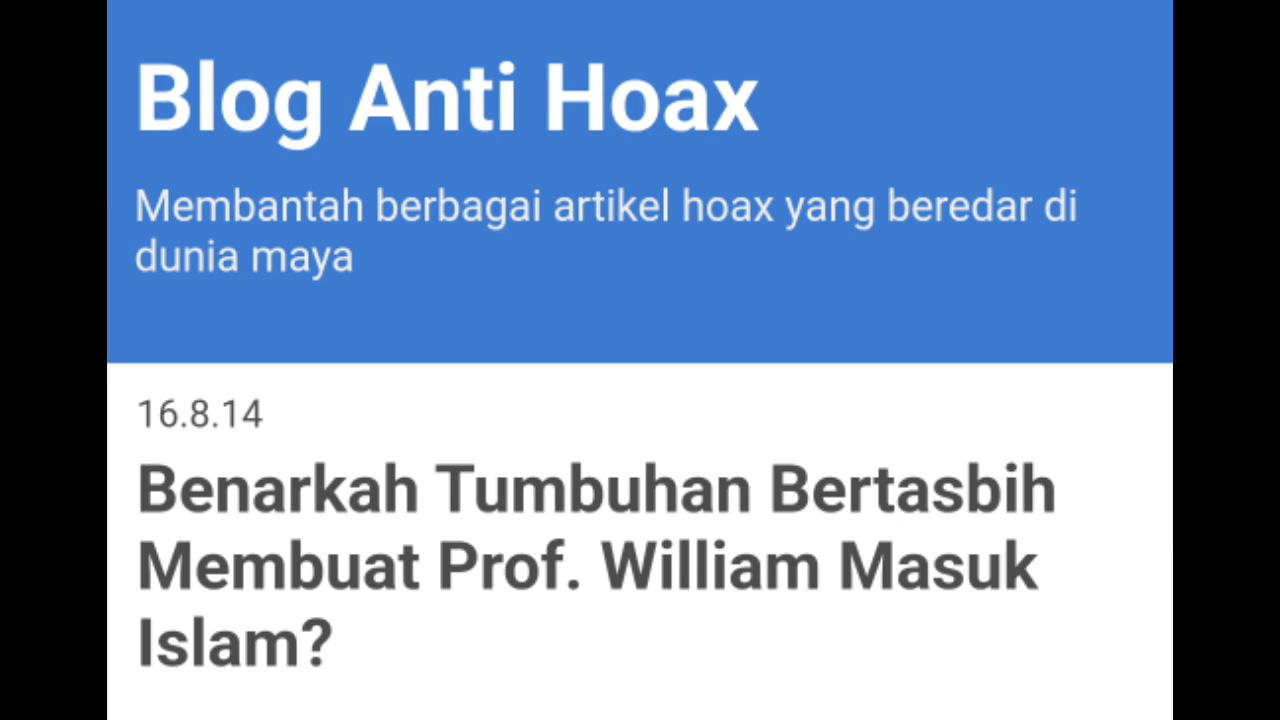 Blog Anti Hoax
Membantah berbagai artikel hoax yang beredar di
dunia maya
16.8.14
Benarkah Tumbuhan Bertasbih
Membuat Prof. William Masuk
Islam?